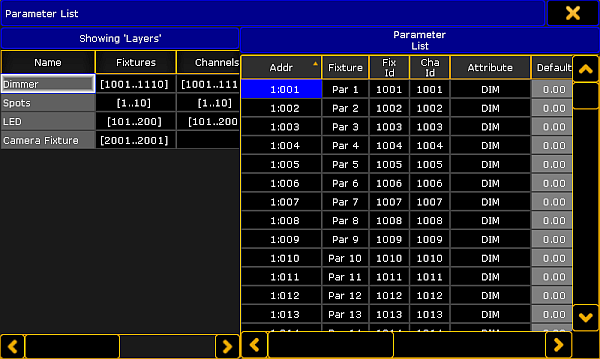 Parameter List
Showing 'Layers'
Name Fixtures Channels
Dimmer [1001..1110] [1001..111
Spots [1..10] [1..10]
LED [101..200] [101..200
Camera Fixture [2001..2001]
Parameter
List
Addr Fixture Fix Id Cha Id Attribute Default
1:001 Par 1 1001 1001 DIM 0.00
1:002 Par 2 1002 1002 DIM 0.00
1:003 Par 3 1003 1003 DIM 0.00
1:004 Par 4 1004 1004 DIM 0.00
1:005 Par 5 1005 1005 DIM 0.00
1:006 Par 6 1006 1006 DIM 0.00
1:007 Par 7 1007 1007 DIM 0.00
1:008 Par 8 1008 1008 DIM 0.00
1:009 Par 9 1009 1009 DIM 0.00
1:010 Par 10 1010 1010 DIM 0.00
1:011 Par 11 1011 1011 DIM 0.00
1:012 Par 12 1012 1012 DIM 0.00
1:013 Par 13 1013 1013 DIM 0.00